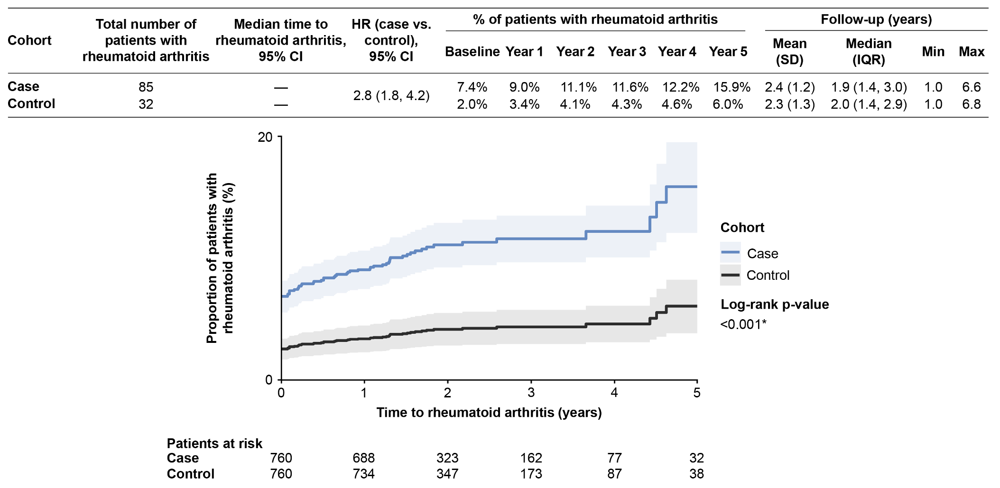 Cohort
Total number of
patients with
rheumatoid arthritis
Median time to
rheumatoid arthritis,
95% CI
HR (case vs.
control),
95% CI
% of patients with rheumatoid arthritis
Baseline Year 1 Year 2 Year 3 Year 4 Year 5
Follow-up (years)
Mean
(SD)
Median
(IQR)
Min
Max
Case 85 — 7.4% 9.0% 11.1% 11.6% 12.2% 15.9% 2.4 (1.2) 1.9 (1.4, 3.0) 1.0 6.6
2.8 (1.8, 4.2)
Control 32 — 2.0% 3.4% 4.1% 4.3% 4.6% 6.0% 2.3 (1.3) 2.0 (1.4, 2.9) 1.0 6.8
20
Proportion of patients with
rheumatoid arthritis (%)
0
0 1 2 3 4 5
Time to rheumatoid arthritis (years)
Cohort
Case
Control
Log-rank p-value
<0.001*
Patients at risk
Case 760 688 323 162 77 32
Control 760 734 347 173 87 38